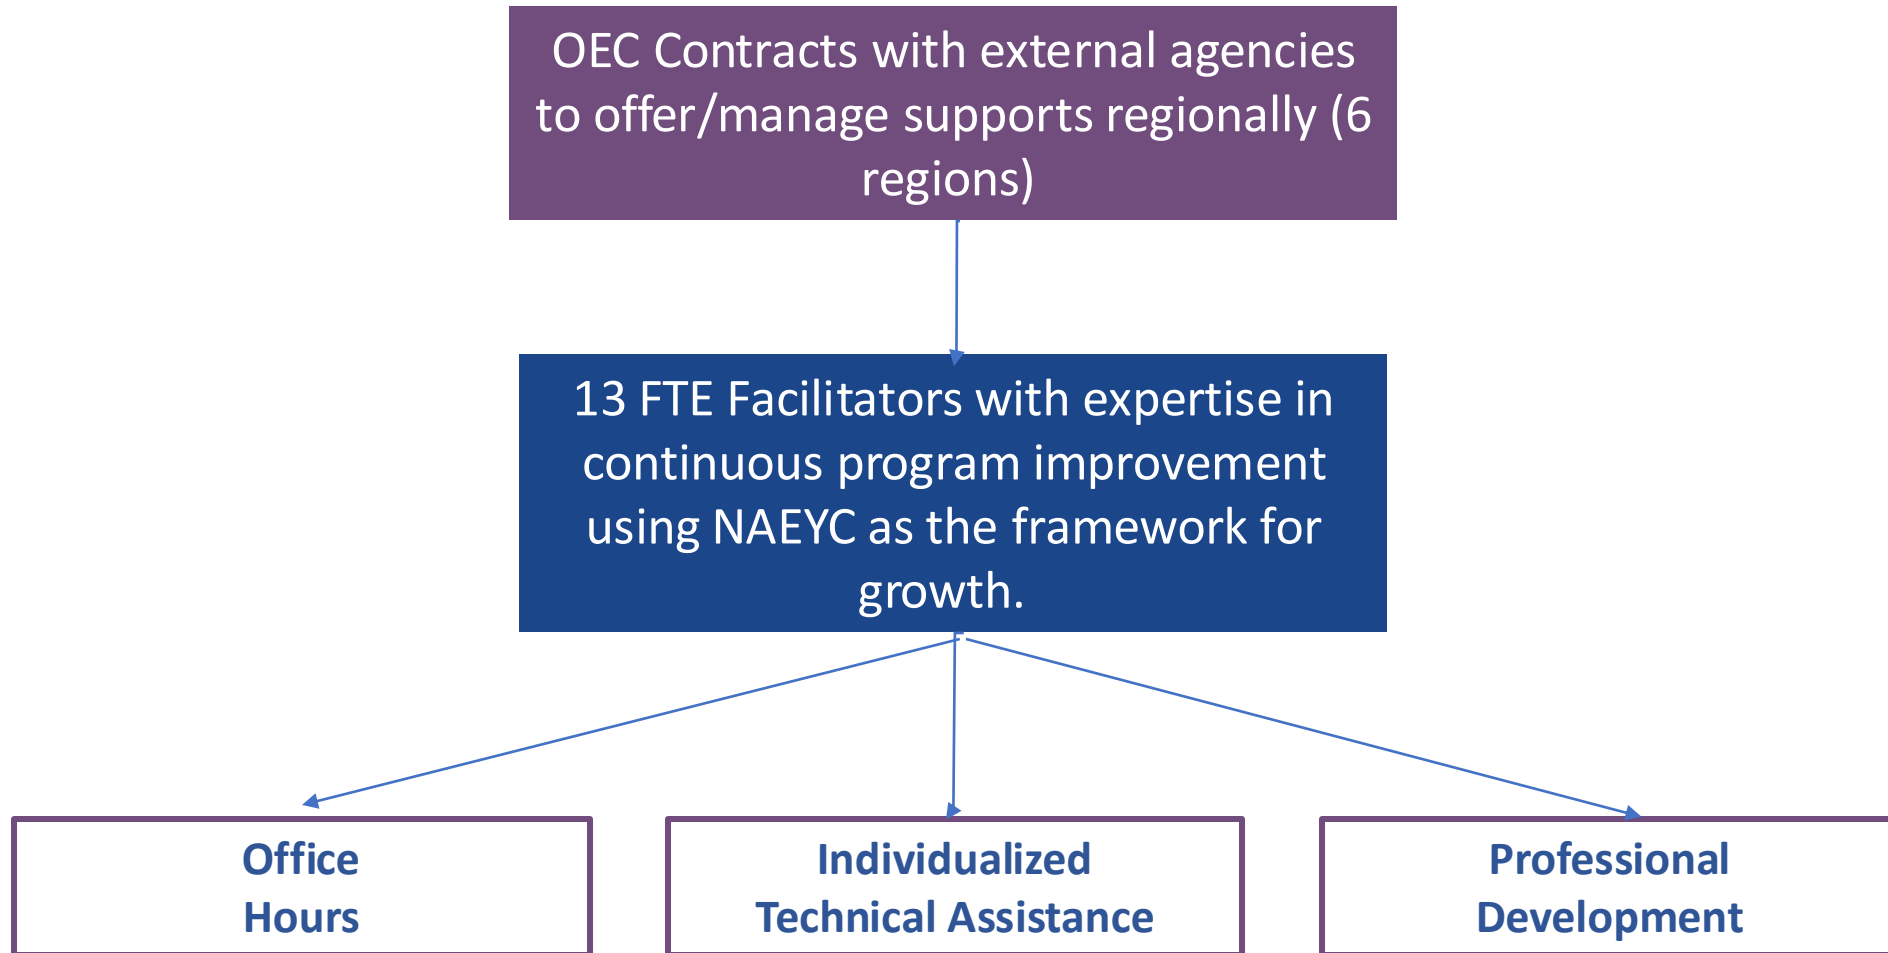 OEC Contracts with external agencies
to offer/manage supports regionally (6
regions)
13 FTE Facilitators with expertise in
continuous program improvement
using NAEYC as the framework for
growth.
Office
Hours
Individualized
Technical Assistance
Professional
Development